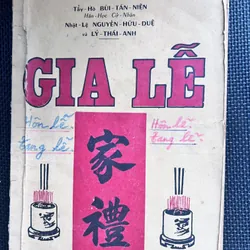 Tẩy-Hà BÙI-TẤN-NIÊN
Hán-Học Cử-Nhân
Nhật-Lệ NGUYỄN-HỮU-DUỆ
và LÝ-THÁI-ANH
GIA LỄ
Hôn lễ. Hôn lễ.
Tang lễ. Tang lễ.
家
禮